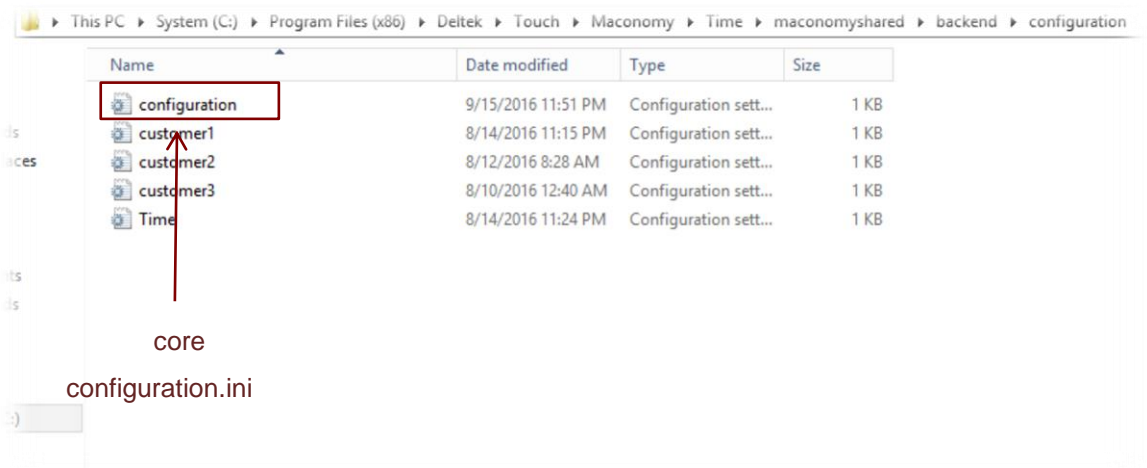 This PC System (C:) Program Files (x86) Deltek Touch Maconomy Time maconomyshared backend configuration
Name Date modified Type Size
configuration 9/15/2016 11:51 PM Configuration sett... 1 KB
ds customer1 8/14/2016 11:15 PM Configuration sett... 1 KB
aces customer2 8/12/2016 8:28 AM Configuration sett... 1 KB
customer3 8/10/2016 12:40 AM Configuration sett... 1 KB
Time 8/14/2016 11:24 PM Configuration sett... 1 KB
ts
ds
core
configuration.ini
:)